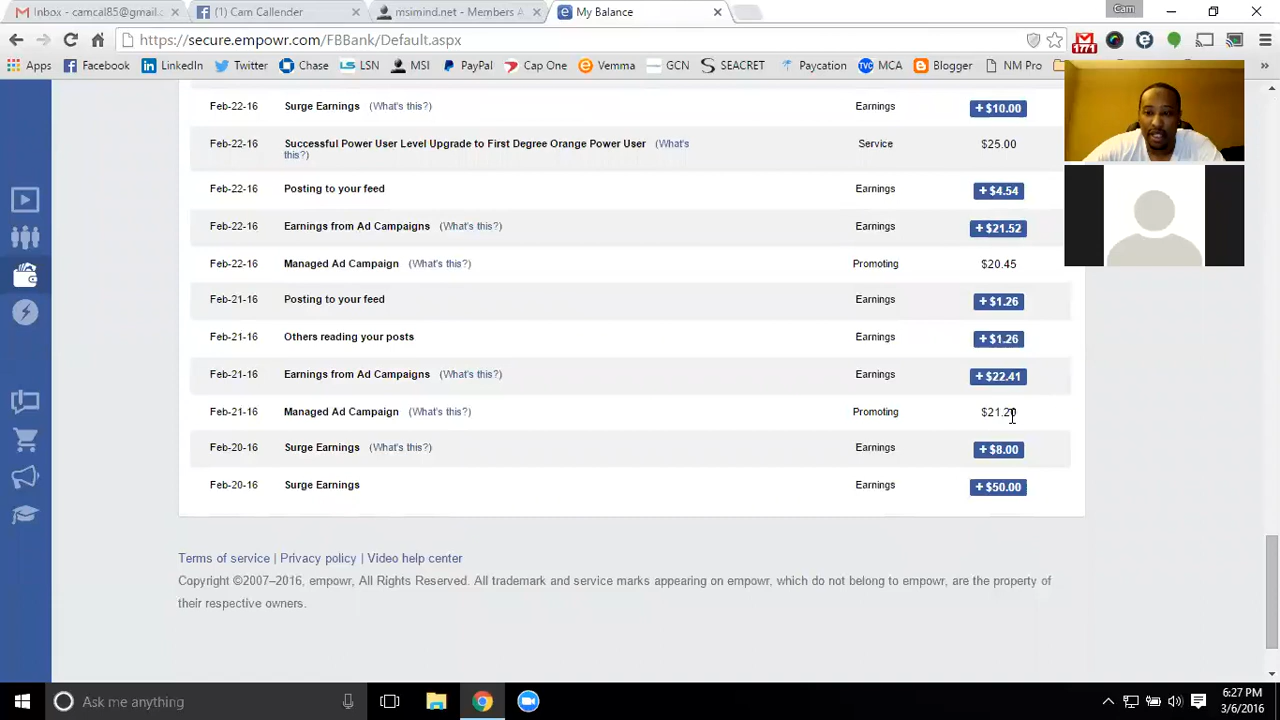 Inbox - camcal85@gmail.c
(1) Cam Callender
msimind.net - Members A
My Balance
Cam
https://secure.empowr.com/FBBank/Default.aspx
1771
Apps Facebook LinkedIn Twitter Chase LSN MSI PayPal Cap One Vemma GCN SEACRET Paycation MCA Blogger NM Pro
Feb-22-16 Surge Earnings (What's this?) Earnings + $10.00
Feb-22-16 Successful Power User Level Upgrade to First Degree Orange Power User (What's Service $25.00
this?)
Feb-22-16 Posting to your feed Earnings + $4.54
Feb-22-16 Earnings from Ad Campaigns (What's this?) Earnings + $21.52
Feb-22-16 Managed Ad Campaign (What's this?) Promoting $20.45
Feb-21-16 Posting to your feed Earnings + $1.26
Feb-21-16 Others reading your posts Earnings + $1.26
Feb-21-16 Earnings from Ad Campaigns (What's this?) Earnings + $22.41
Feb-21-16 Managed Ad Campaign (What's this?) Promoting
Feb-20-16 Surge Earnings (What's this?) Earnings + $8.00
Feb-20-16 Surge Earnings Earnings + $50.00
Terms of service | Privacy policy | Video help center
Copyright ©2007–2016, empowr, All Rights Reserved. All trademark and service marks appearing on empowr, which do not belong to empowr, are the property of
their respective owners.
Ask me anything
6:27 PM
3/6/2016